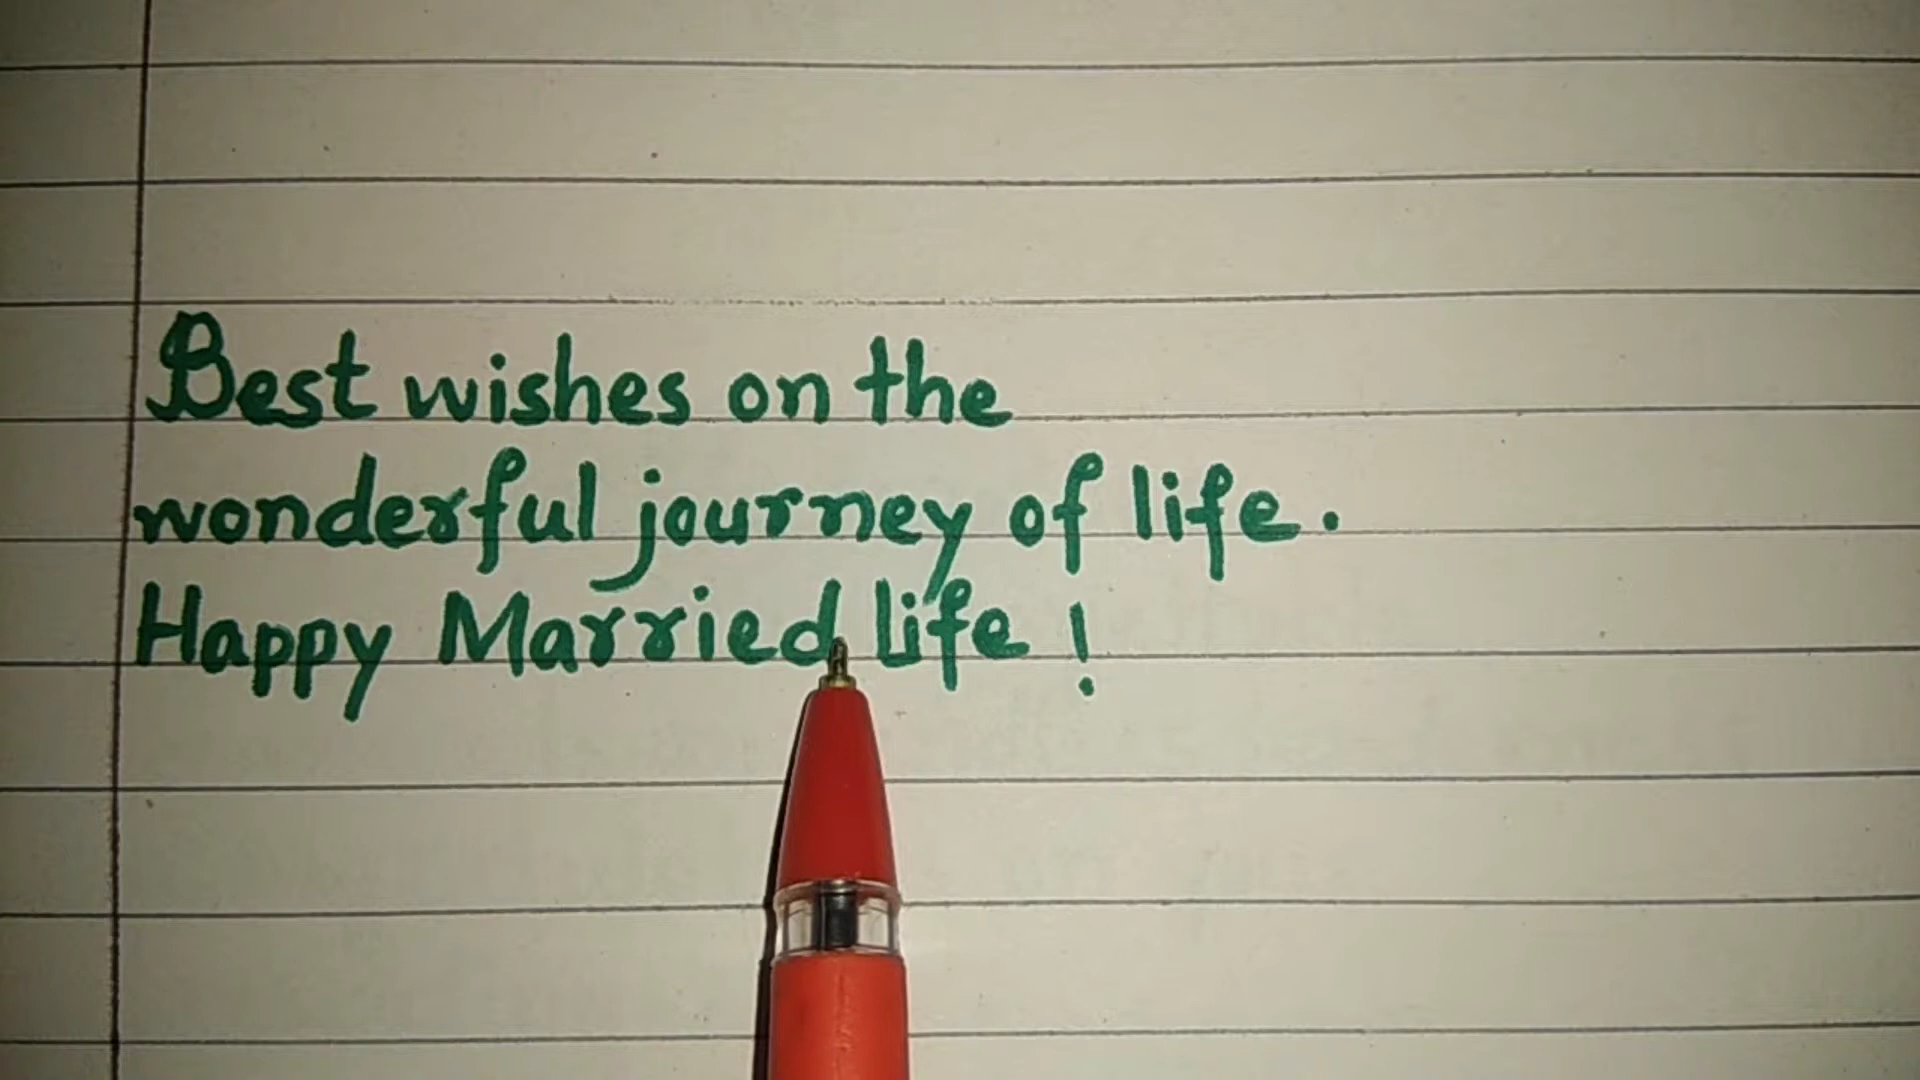 Best wishes on the
wonderful journey of life.
Happy Married life !